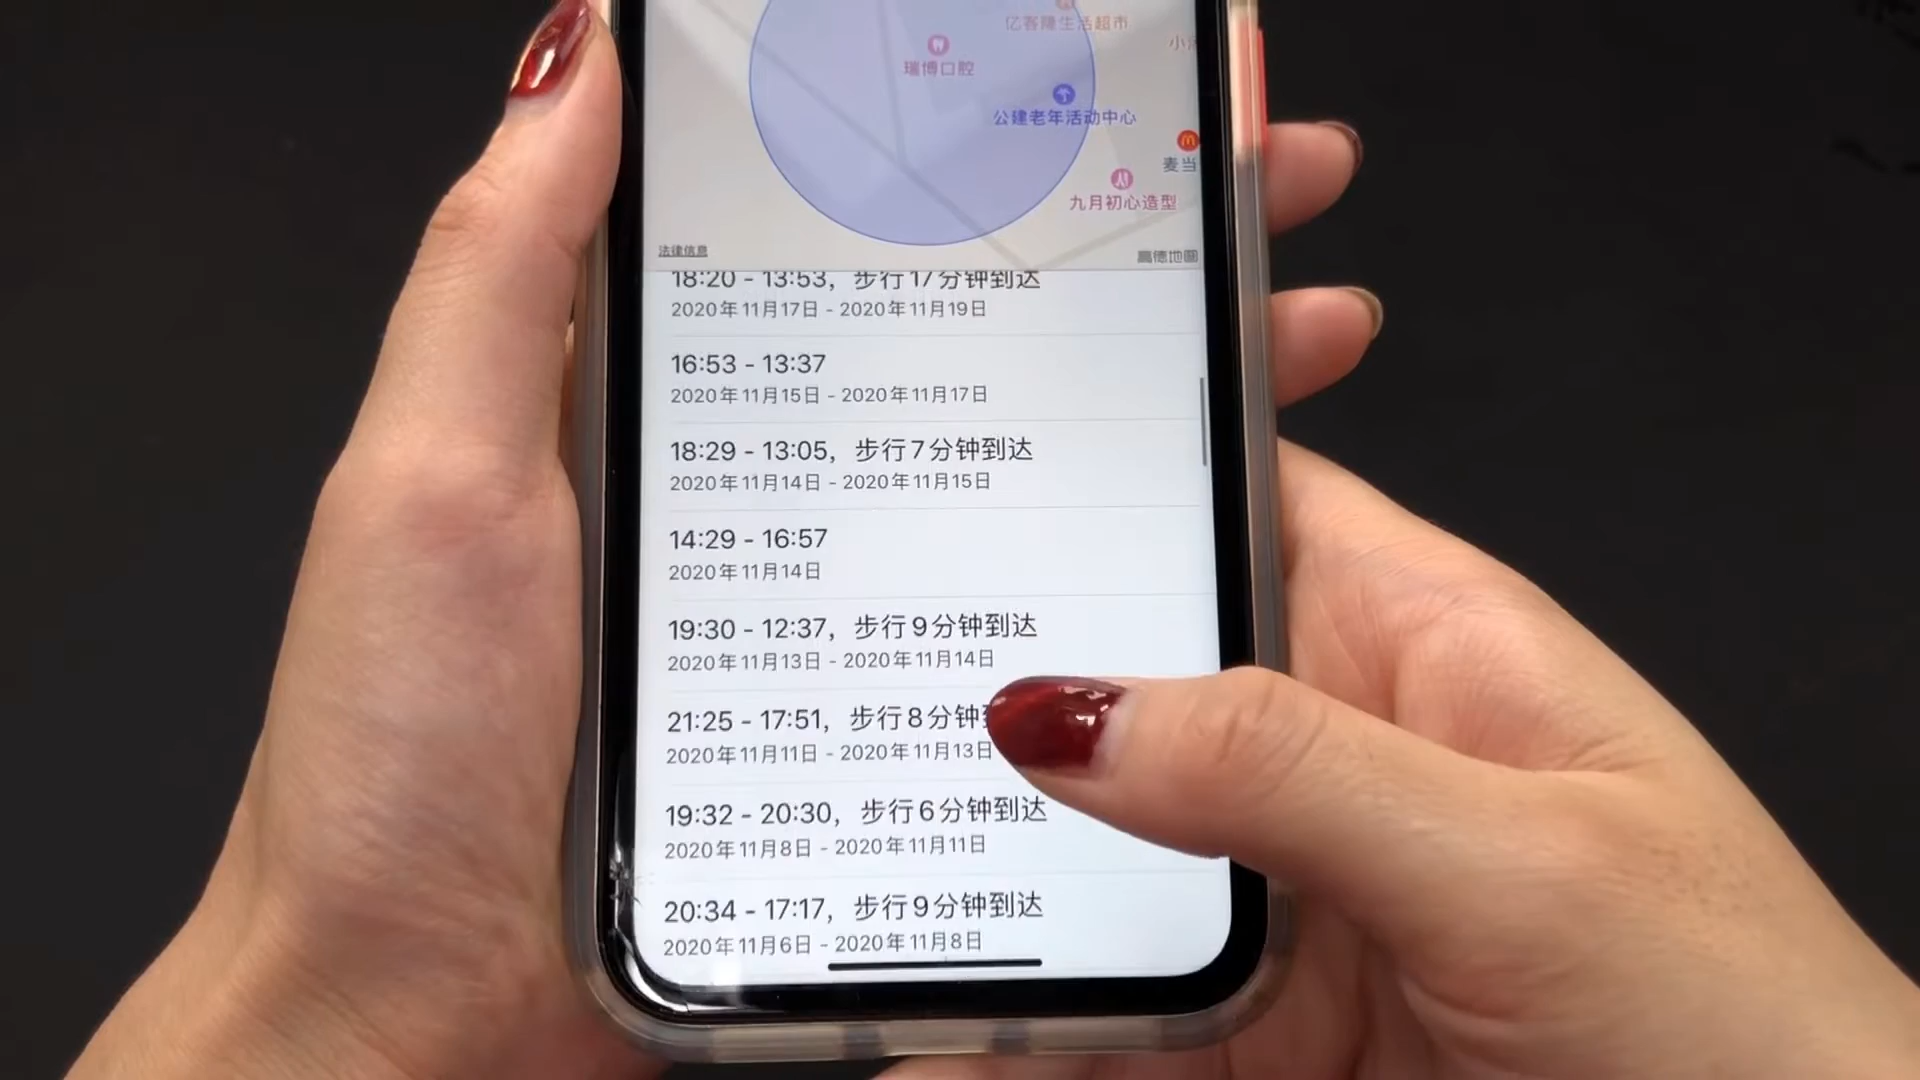 亿客隆生活超市
瑞博口腔
公建老年活动中心
麦当
九月初心造型
法律信息
高德地图
18:20 - 13:53，步行17分钟到达
2020年11月17日 - 2020年11月19日
16:53 - 13:37
2020年11月15日 - 2020年11月17日
18:29 - 13:05，步行7分钟到达
2020年11月14日 - 2020年11月15日
14:29 - 16:57
2020年11月14日
19:30 - 12:37，步行9分钟到达
2020年11月13日 - 2020年11月14日
21:25 - 17:51，步行8分钟
2020年11月11日 - 2020年11月13日
19:32 - 20:30，步行6分钟到达
2020年11月8日 - 2020年11月11日
20:34 - 17:17，步行9分钟到达
2020年11月6日 - 2020年11月8日